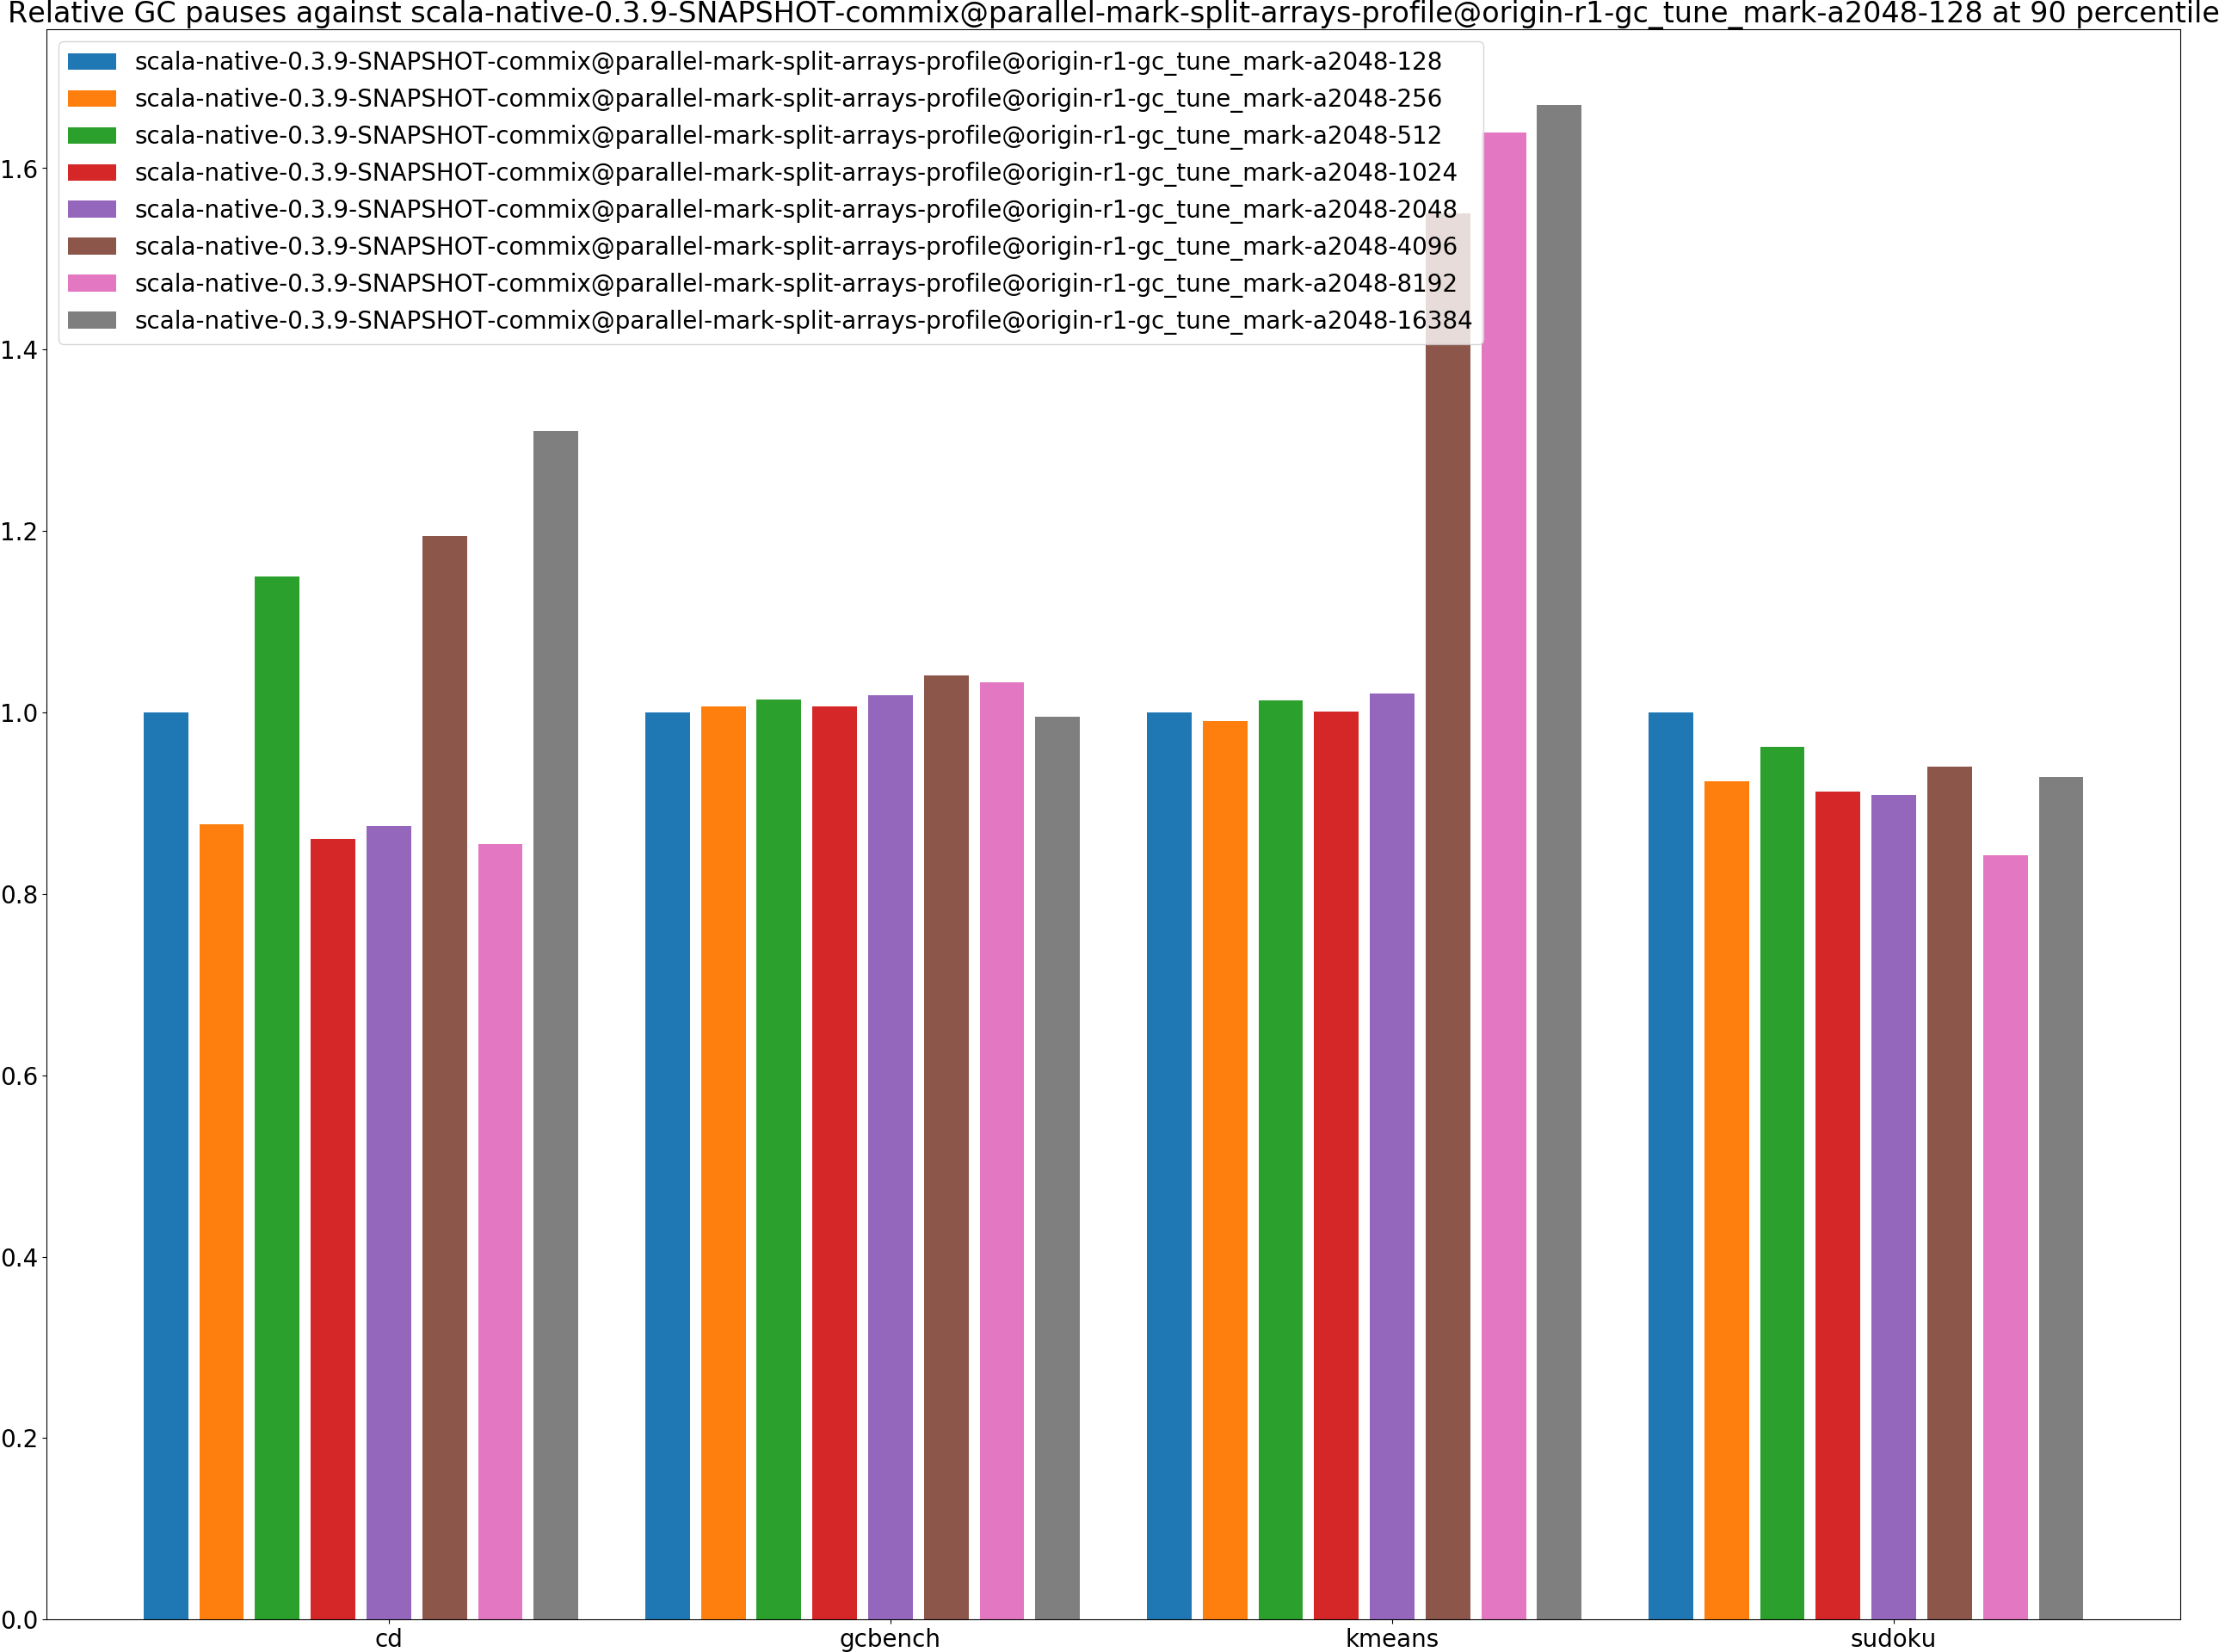 Relative GC pauses against scala-native-0.3.9-SNAPSHOT-commix@parallel-mark-split-arrays-profile@origin-r1-gc_tune_mark-a2048-128 at 90 percentile
scala-native-0.3.9-SNAPSHOT-commix@parallel-mark-split-arrays-profile@origin-r1-gc_tune_mark-a2048-128
scala-native-0.3.9-SNAPSHOT-commix@parallel-mark-split-arrays-profile@origin-r1-gc_tune_mark-a2048-256
scala-native-0.3.9-SNAPSHOT-commix@parallel-mark-split-arrays-profile@origin-r1-gc_tune_mark-a2048-512
scala-native-0.3.9-SNAPSHOT-commix@parallel-mark-split-arrays-profile@origin-r1-gc_tune_mark-a2048-1024
scala-native-0.3.9-SNAPSHOT-commix@parallel-mark-split-arrays-profile@origin-r1-gc_tune_mark-a2048-2048
scala-native-0.3.9-SNAPSHOT-commix@parallel-mark-split-arrays-profile@origin-r1-gc_tune_mark-a2048-4096
scala-native-0.3.9-SNAPSHOT-commix@parallel-mark-split-arrays-profile@origin-r1-gc_tune_mark-a2048-8192
scala-native-0.3.9-SNAPSHOT-commix@parallel-mark-split-arrays-profile@origin-r1-gc_tune_mark-a2048-16384
1.6
1.4
1.2
1.0
0.8
0.6
0.4
0.2
0.0
cd
gcbench
kmeans
sudoku